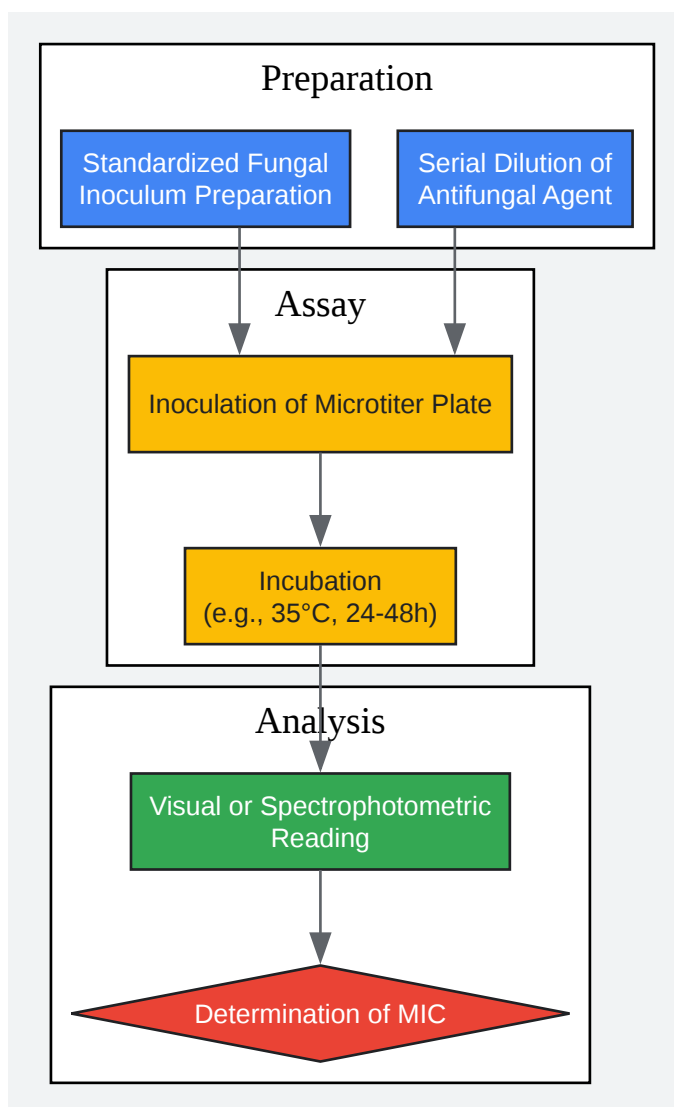 Preparation
Standardized Fungal
Inoculum Preparation
Serial Dilution of
Antifungal Agent
Assay
Inoculation of Microtiter Plate
Incubation
(e.g., 35°C, 24-48h)
Analysis
Visual or Spectrophotometric
Reading
Determination of MIC